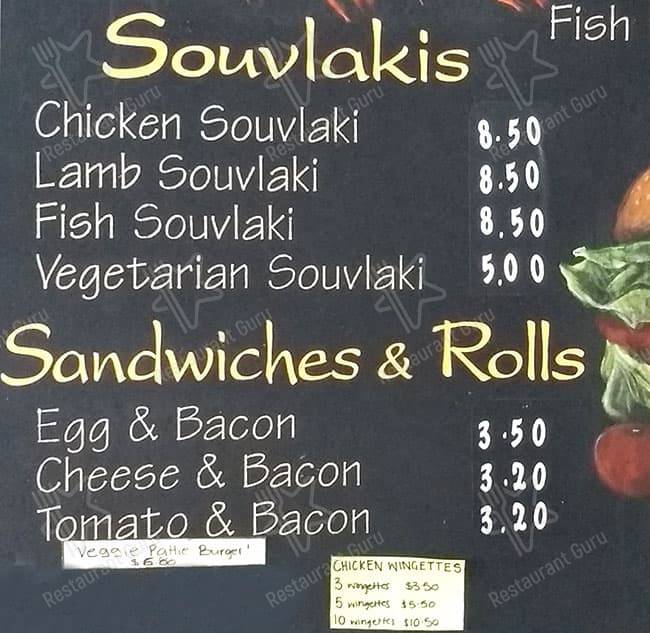 Fish
Souvlakis
Chicken Souvlaki 8.50
Lamb Souvlaki 8.50
Fish Souvlaki 8.50
Vegetarian Souvlaki 5.00
Sandwiches & Rolls
Egg & Bacon 3.50
Cheese & Bacon 3.20
Tomato & Bacon 3.20
Veggie Pattie Burger!
CHICKEN WINGETTES
3 wingettes $3.50
5 wingettes $5.50
10 wingettes $10.50
Restaurant Guru